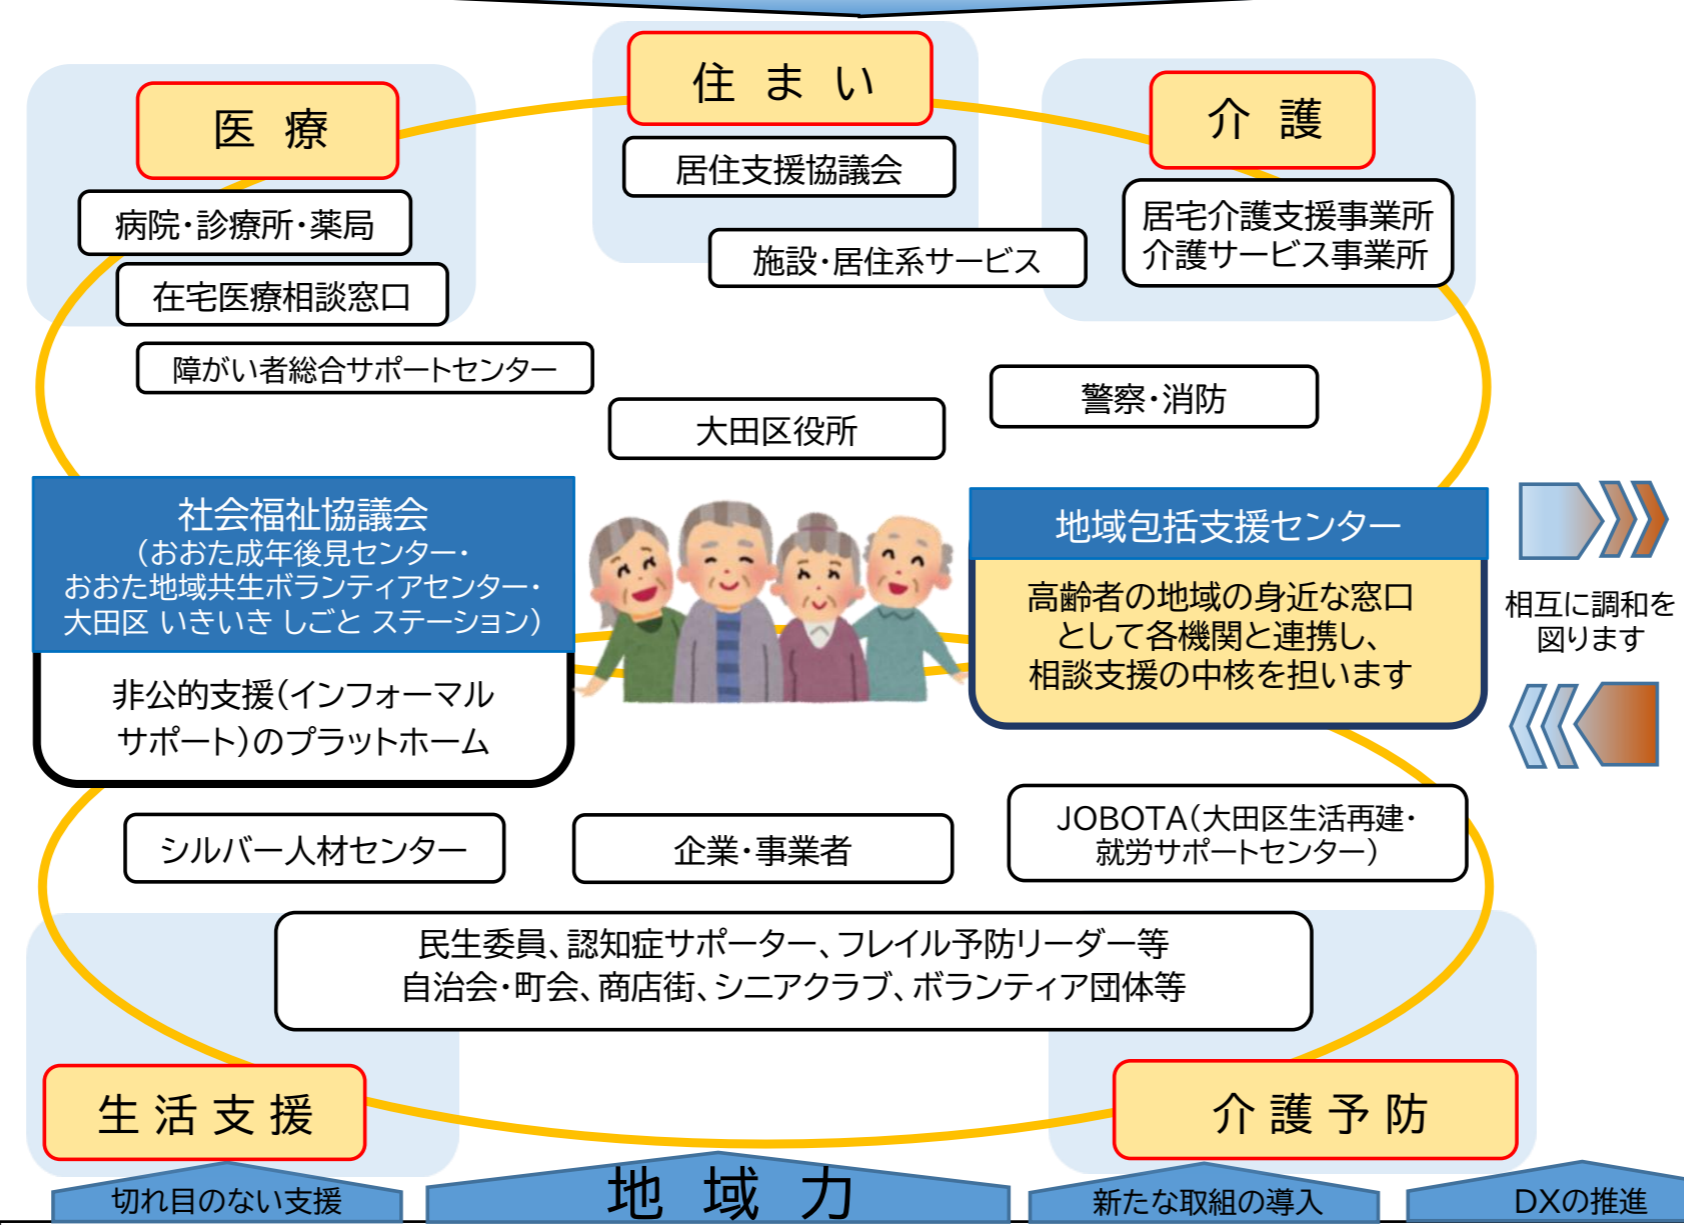 住まい
医療
介護
居住支援協議会
病院・診療所・薬局
居宅介護支援事業所
介護サービス事業所
施設・居住系サービス
在宅医療相談窓口
障がい者総合サポートセンター
警察・消防
大田区役所
社会福祉協議会
（おおた成年後見センター・
おおた地域共生ボランティアセンター・
大田区 いきいき しごと ステーション）
非公的支援（インフォーマル
サポート）のプラットホーム
地域包括支援センター
高齢者の地域の身近な窓口
として各機関と連携し、
相談支援の中核を担います
相互に調和を
図ります
シルバー人材センター
企業・事業者
JOBOTA（大田区生活再建・
就労サポートセンター）
民生委員、認知症サポーター、フレイル予防リーダー等
自治会・町会、商店街、シニアクラブ、ボランティア団体等
生活支援
介護予防
切れ目のない支援
地域力
新たな取組の導入
DXの推進